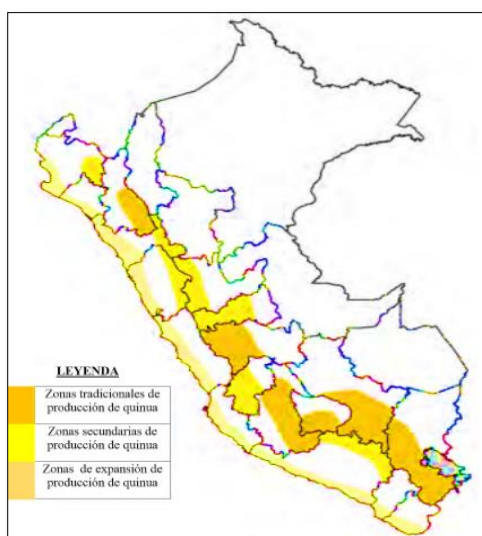 LEYENDA
Zonas tradicionales de
producción de quinua
Zonas secundarias de
producción de quinua
Zonas de expansión de
producción de quinua